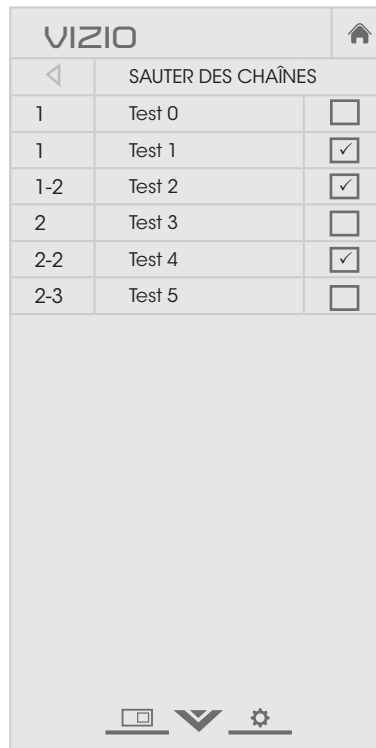 VIZIO
SAUTER DES CHAÎNES
1 Test 0
1 Test 1
1-2 Test 2
2 Test 3
2-2 Test 4
2-3 Test 5